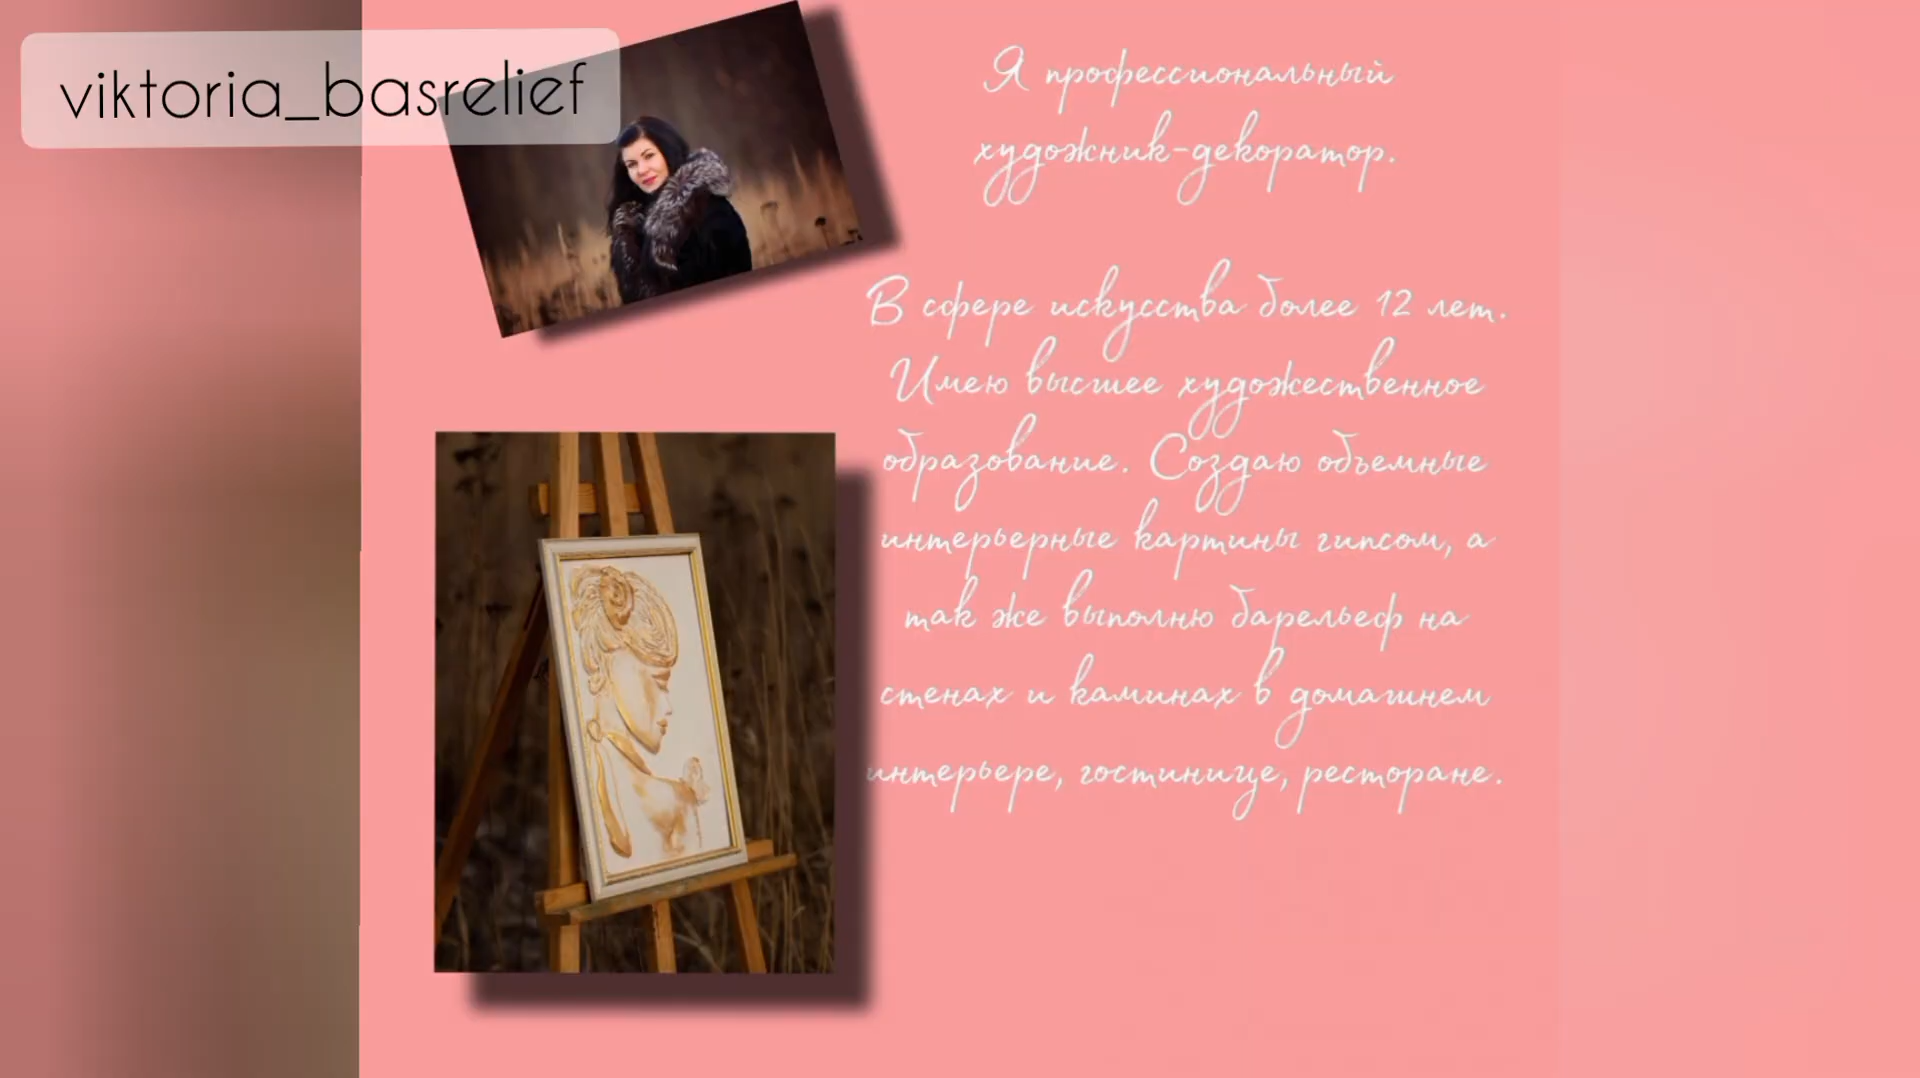 viktoria_basrelief
Я профессиональный
художник-декоратор.
В сфере искусства более 12 лет.
Имею высшее художественное
образование. Создаю объемные
интерьерные картины гипсом, а
так же выполню барельеф на
стенах и каминах в домашнем
интерьере, гостинице, ресторане.